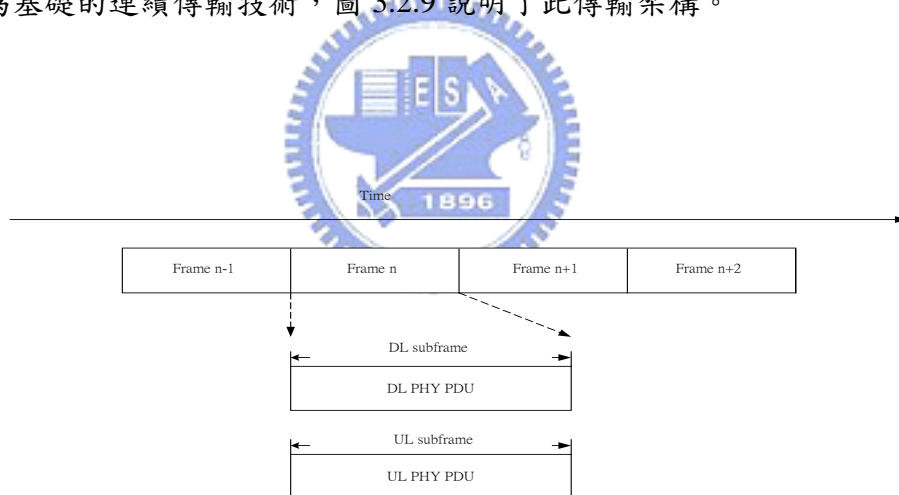 為基礎的連續傳輸技術，圖 3.2.9 說明了此傳輸架構。
ES A
Time
1896
Frame n-1 Frame n Frame n+1 Frame n+2
DL subframe
DL PHY PDU
UL subframe
UL PHY PDU